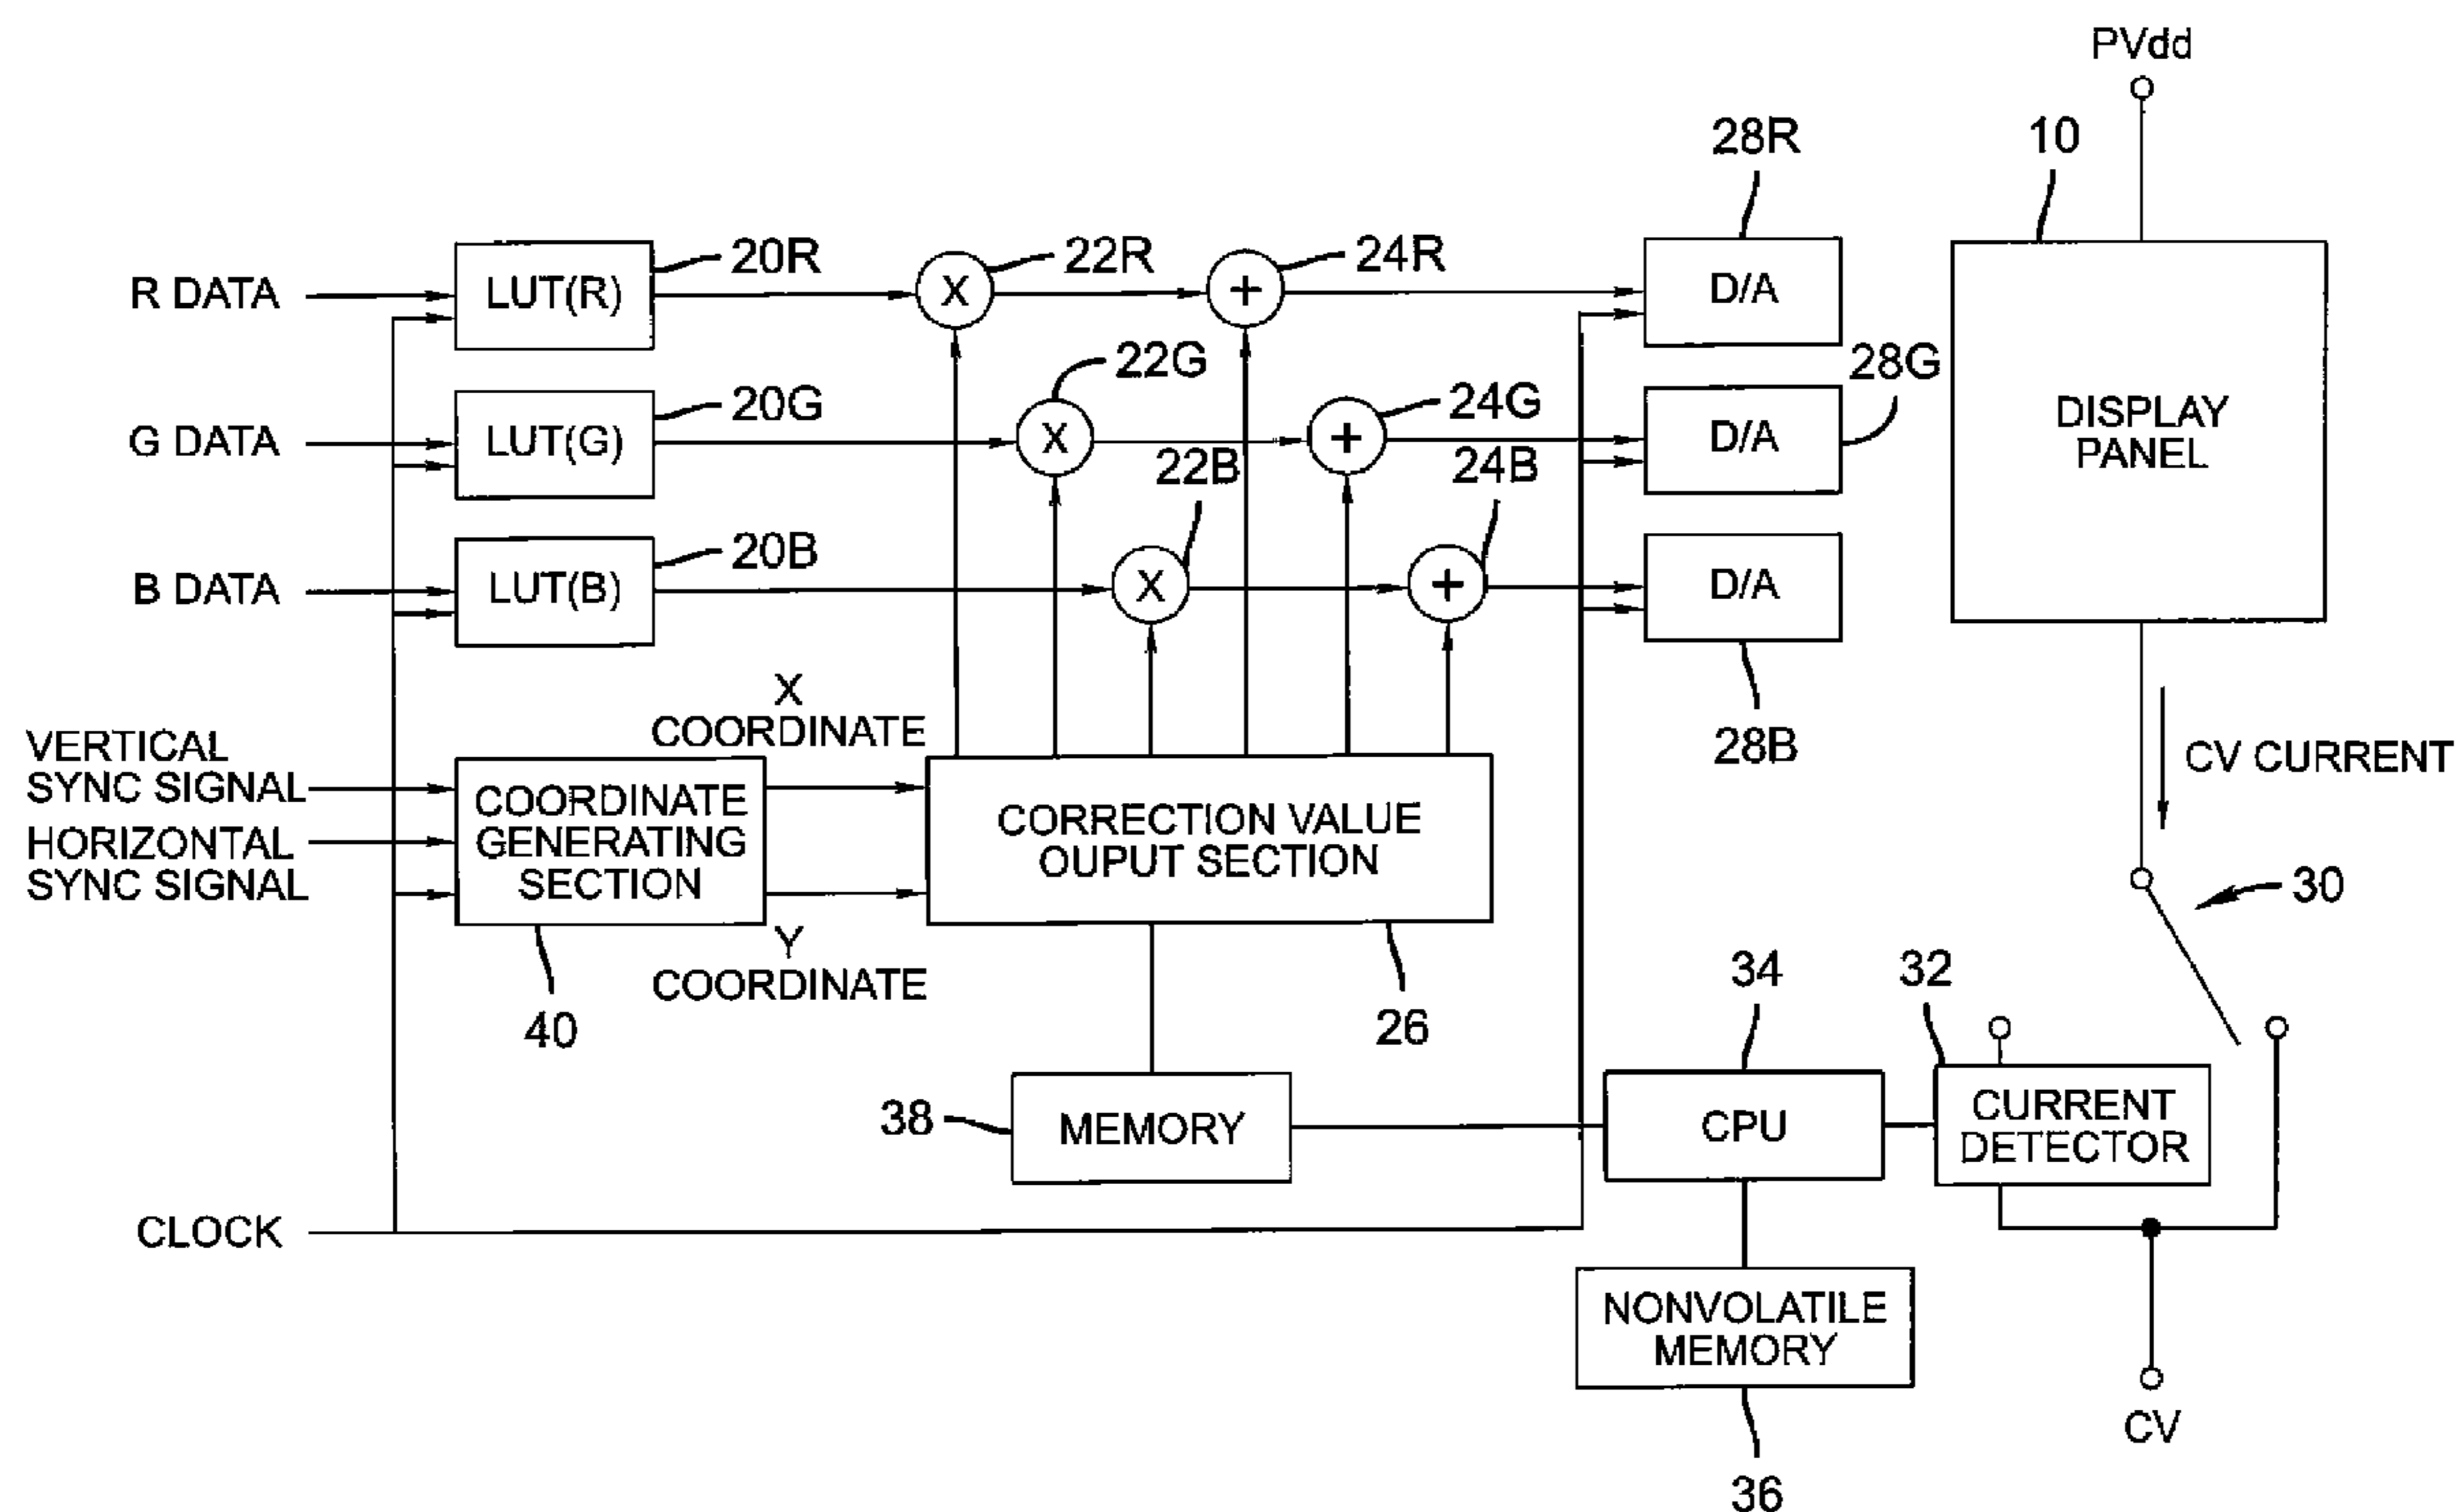 PVdd
28R
10
20R
22R
24R
R DATA
LUT(R)
X
+
D/A
22G
28G
20G
24G
G DATA
LUT(G)
X
+
D/A
DISPLAY
PANEL
22B
24B
20B
B DATA
LUT(B)
X
+
D/A
X
COORDINATE
28B
VERTICAL
SYNC SIGNAL
HORIZONTAL
SYNC SIGNAL
COORDINATE
GENERATING
SECTION
CORRECTION VALUE
OUPUT SECTION
CV CURRENT
30
Y
COORDINATE
40
26
34
32
38
MEMORY
CPU
CURRENT
DETECTOR
CLOCK
NONVOLATILE
MEMORY
CV
36